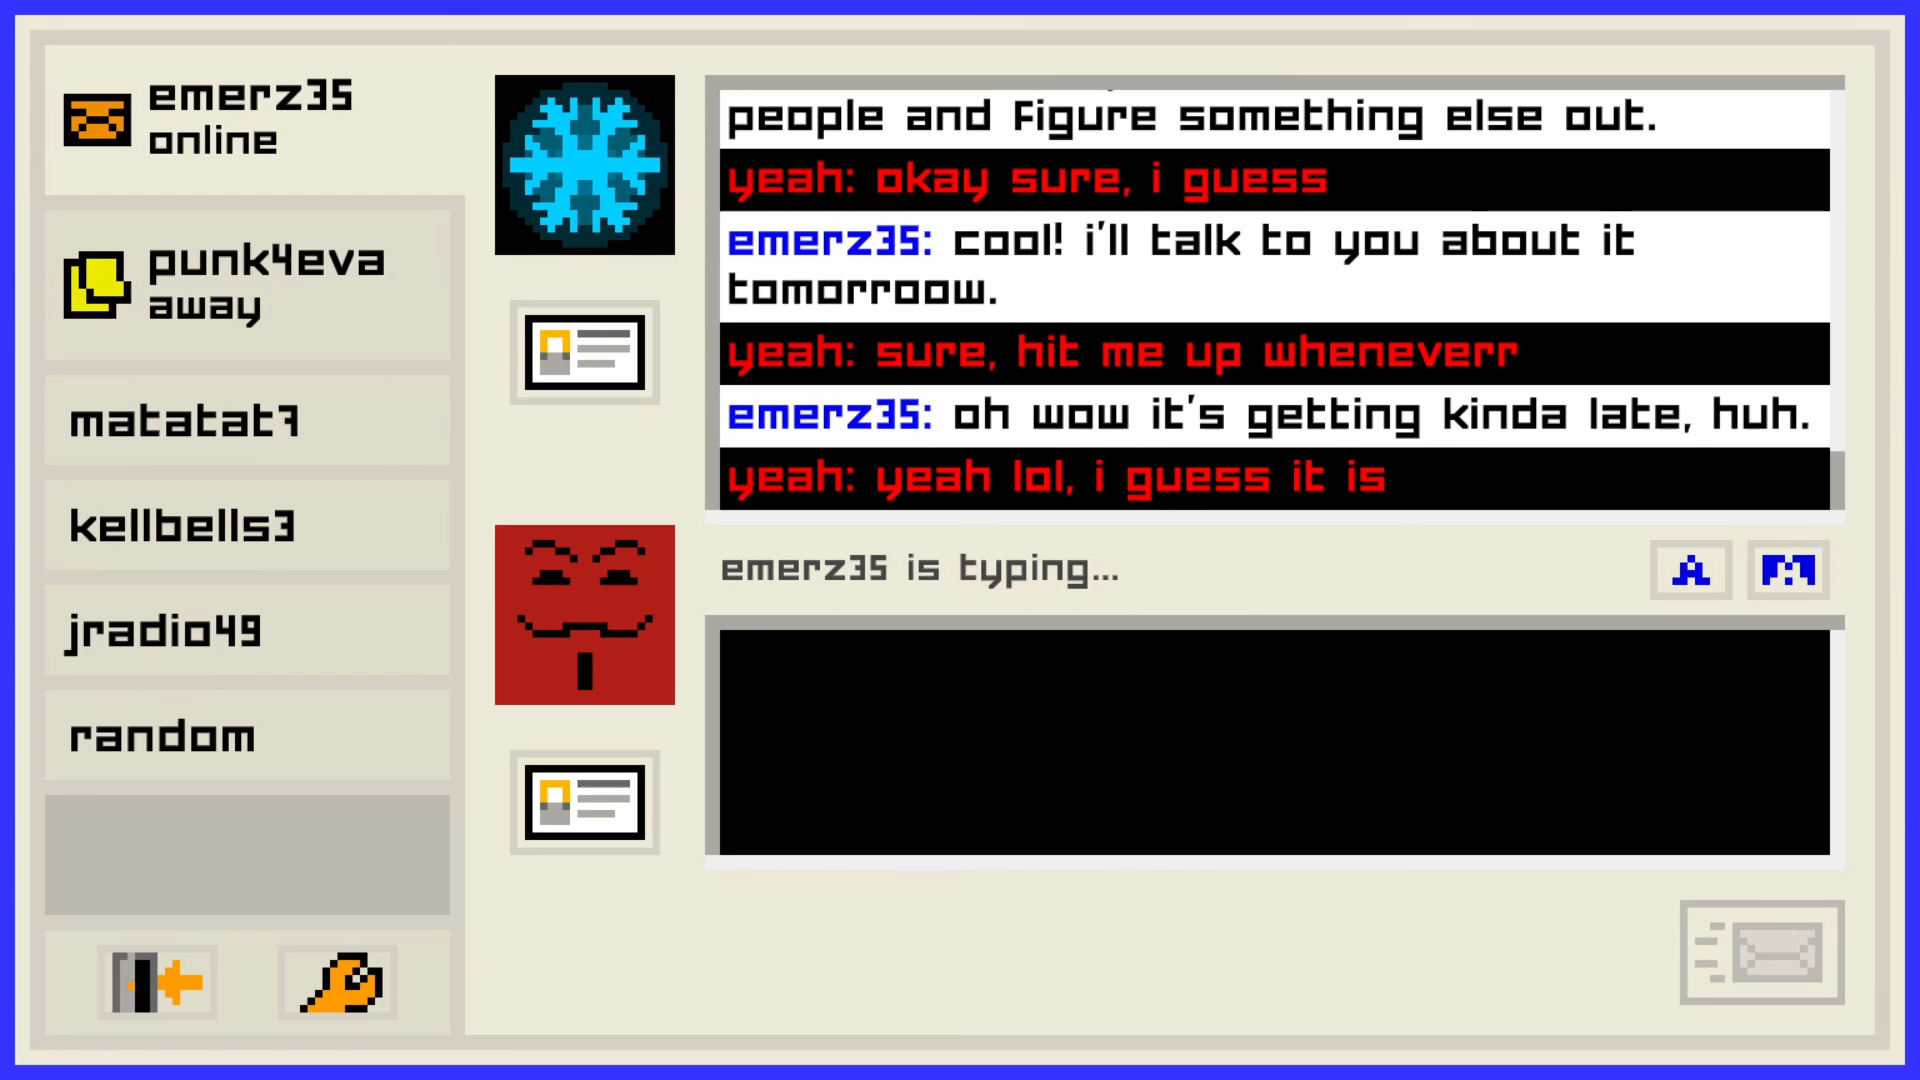 emerz35
online
punk4eva
away
matatat7
kellbells3
jradio49
random
people and figure something else out.
yeah: okay sure, i guess
emerz35: cool! i'll talk to you about it
tomorroow.
yeah: sure, hit me up wheneverr
emerz35: oh wow it's getting kinda late, huh.
yeah: yeah lol, i guess it is
emerz35 is typing...
A
M